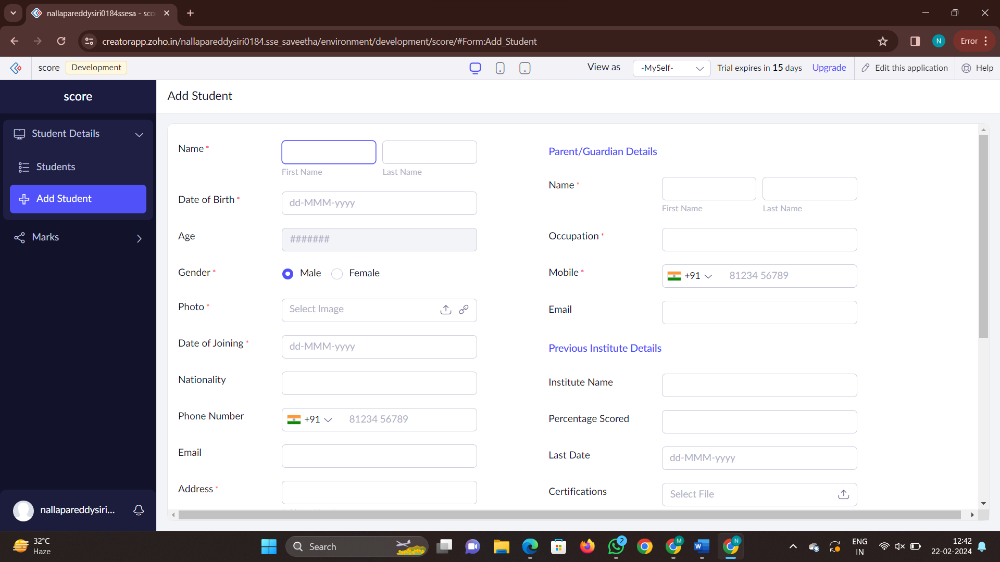 nallapareddysiri0184ssesa - sco
creatorapp.zoho.in/nallapareddysiri0184.sse_saveetha/environment/development/score/#Form:Add_Student
N
Error
score
Development
View as
-MySelf-
Trial expires in 15 days
Upgrade
Edit this application
Help
score
Student Details
Students
Add Student
Marks
nallapareddysiri...
Add Student
Name *
First Name
Last Name
Date of Birth *
dd-MMM-yyyy
Age
#######
Gender *
Male
Female
Photo *
Select Image
Date of Joining *
dd-MMM-yyyy
Nationality
Phone Number
+91
81234 56789
Email
Address *
Parent/Guardian Details
Name *
First Name
Last Name
Occupation *
Mobile *
+91
81234 56789
Email
Previous Institute Details
Institute Name
Percentage Scored
Last Date
dd-MMM-yyyy
Certifications
Select File
32°C
Haze
Search
2
M
W
N
ENG
IN
12:42
22-02-2024